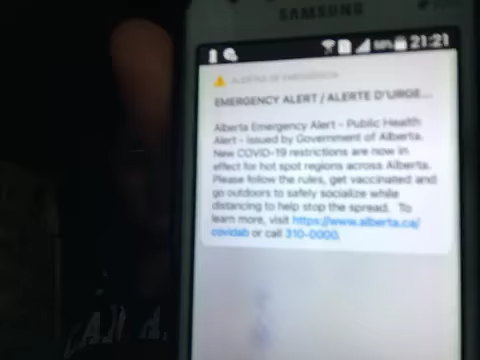 SAMSUNG
21:21
ALERTAS DE EMERGÊNCIA
EMERGENCY ALERT / ALERTE D'URGE...
Alberta Emergency Alert - Public Health
Alert - issued by Government of Alberta.
New COVID-19 restrictions are now in
effect for hot spot regions across Alberta.
Please follow the rules, get vaccinated and
go outdoors to safely socialize while
distancing to help stop the spread. To
learn more, visit https://www.alberta.ca/
covidab or call 310-0000.